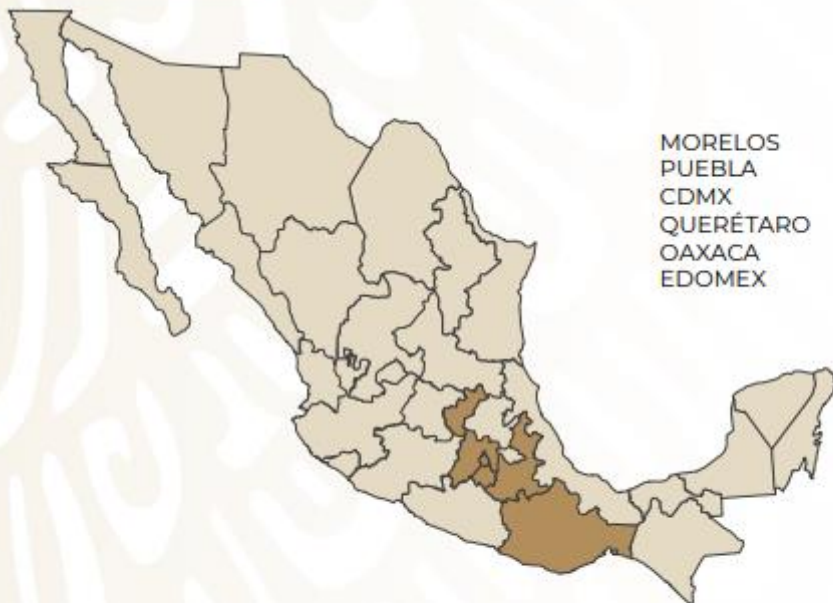 MORELOS
PUEBLA
CDMX
QUERÉTARO
OAXACA
EDOMEX